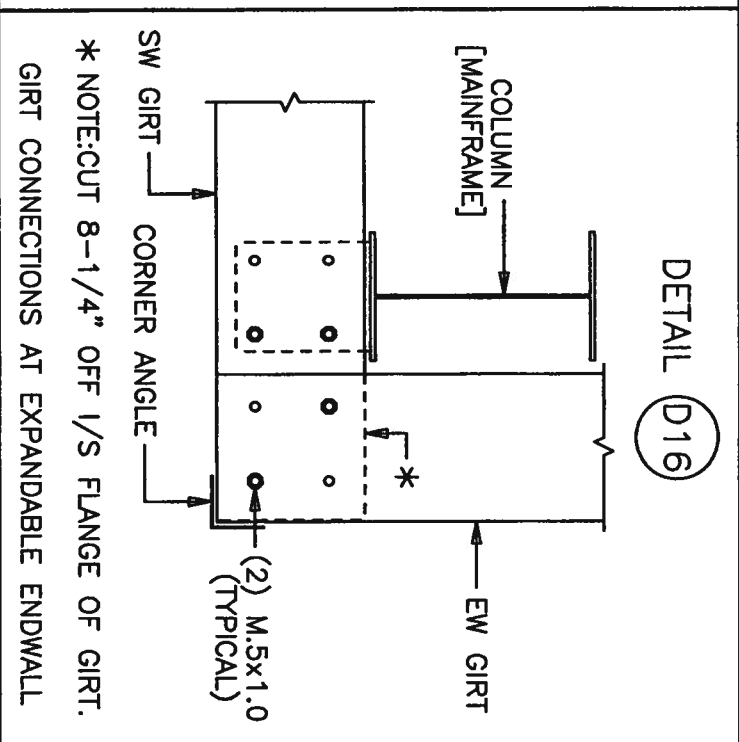 DETAIL D16
COLUMN
[MAINFRAME]
EW GIRT
*
SW GIRT
CORNER ANGLE
(2) M.5x1.0
(TYPICAL)
* NOTE:CUT 8-1/4" OFF I/S FLANGE OF GIRT.
GIRT CONNECTIONS AT EXPANDABLE ENDWALL